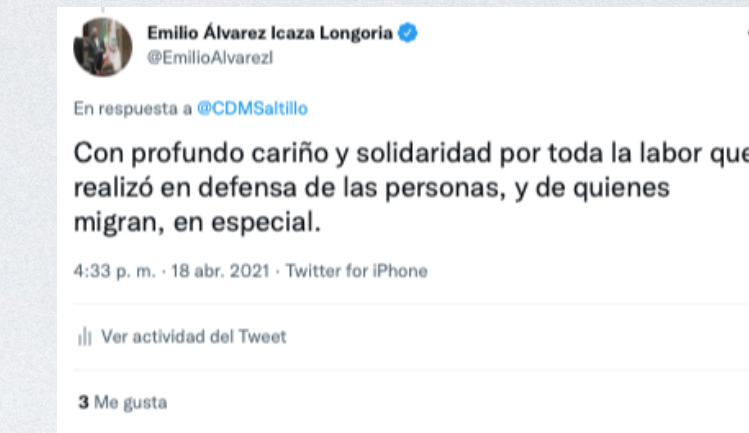 Emilio Álvarez Icaza Longoria
@EmilioAlvarezI
En respuesta a @CDMSaltillo
Con profundo cariño y solidaridad por toda la labor que
realizó en defensa de las personas, y de quienes
migran, en especial.
4:33 p. m. · 18 abr. 2021 · Twitter for iPhone
Ver actividad del Tweet
3 Me gusta